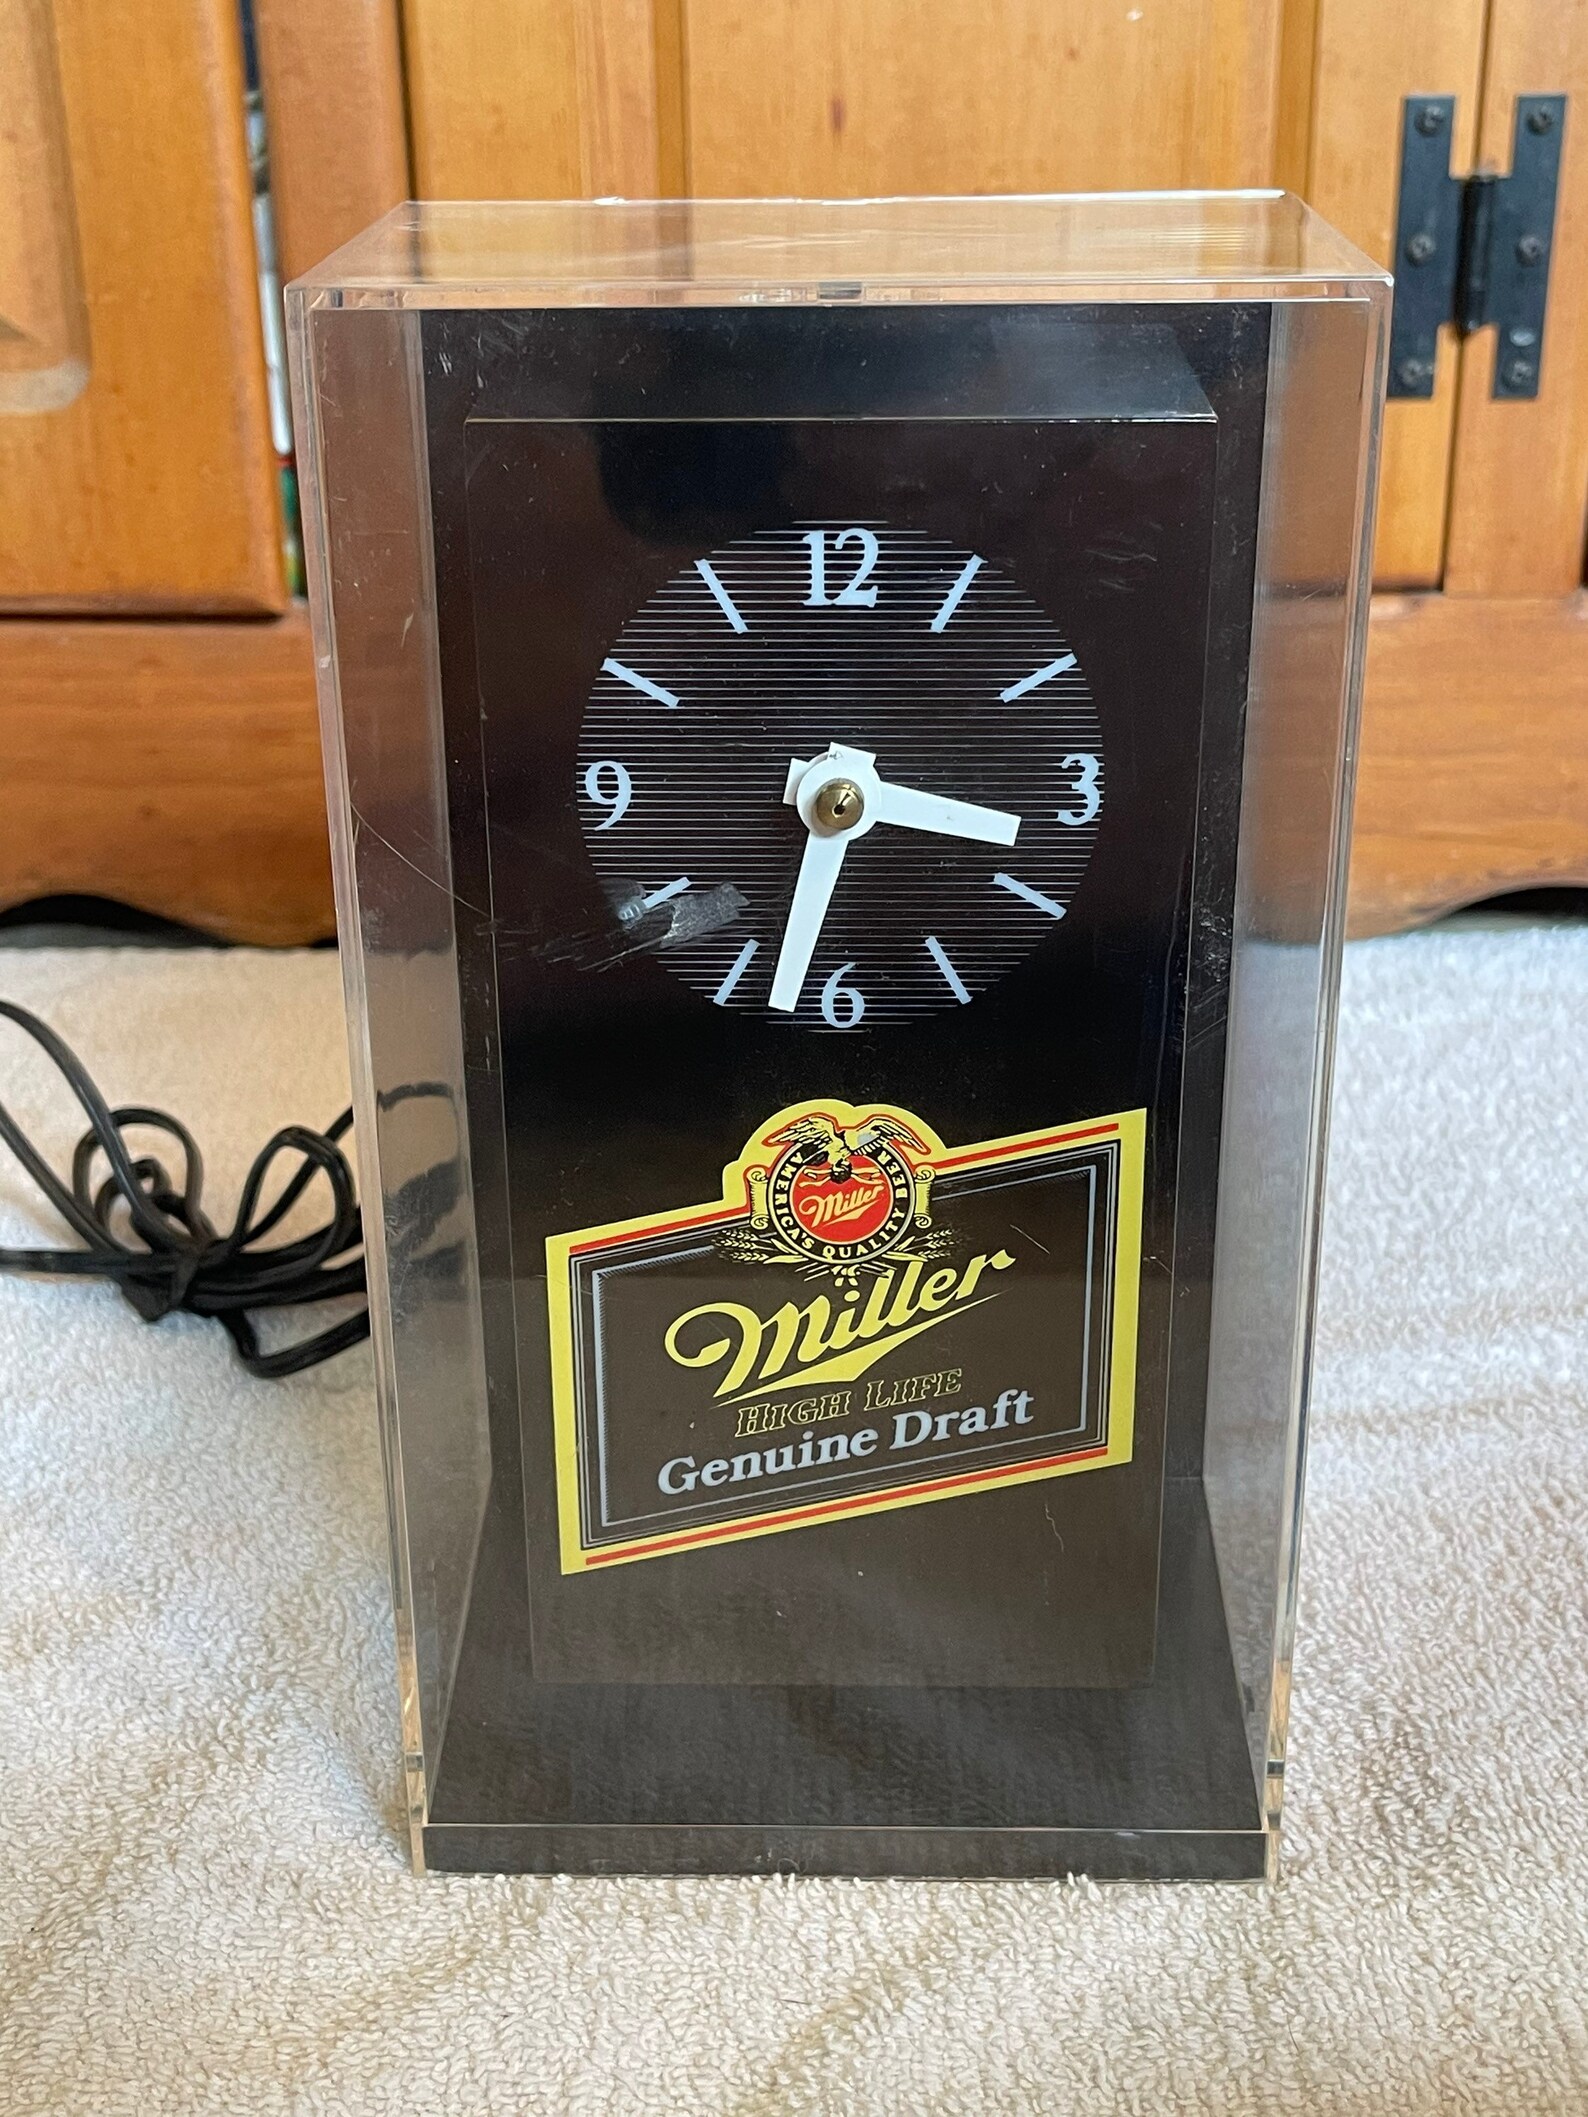 12
9
3
6
AMERICA'S QUALITY BEER
Miller
Miller
HIGH LIFE
Genuine Draft